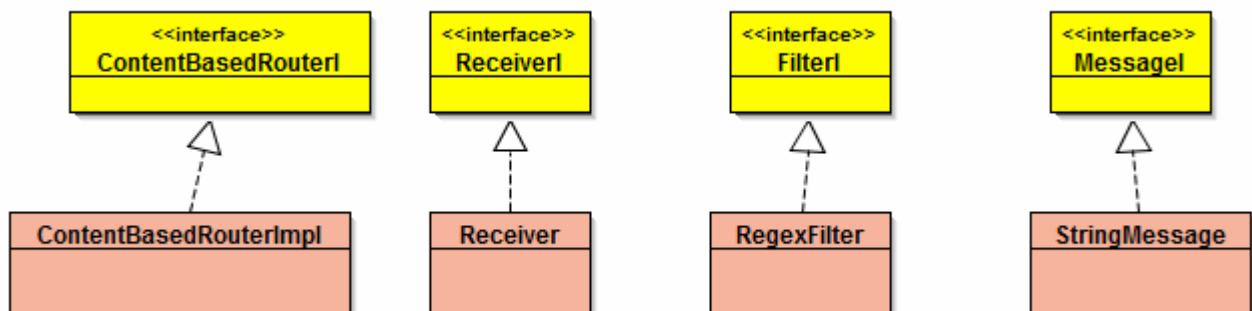 <<interface>> <<interface>> <<interface>> <<interface>>
ContentBasedRouterI ReceiverI FilterI MessageI
ContentBasedRouterImpl Receiver RegexFilter StringMessage